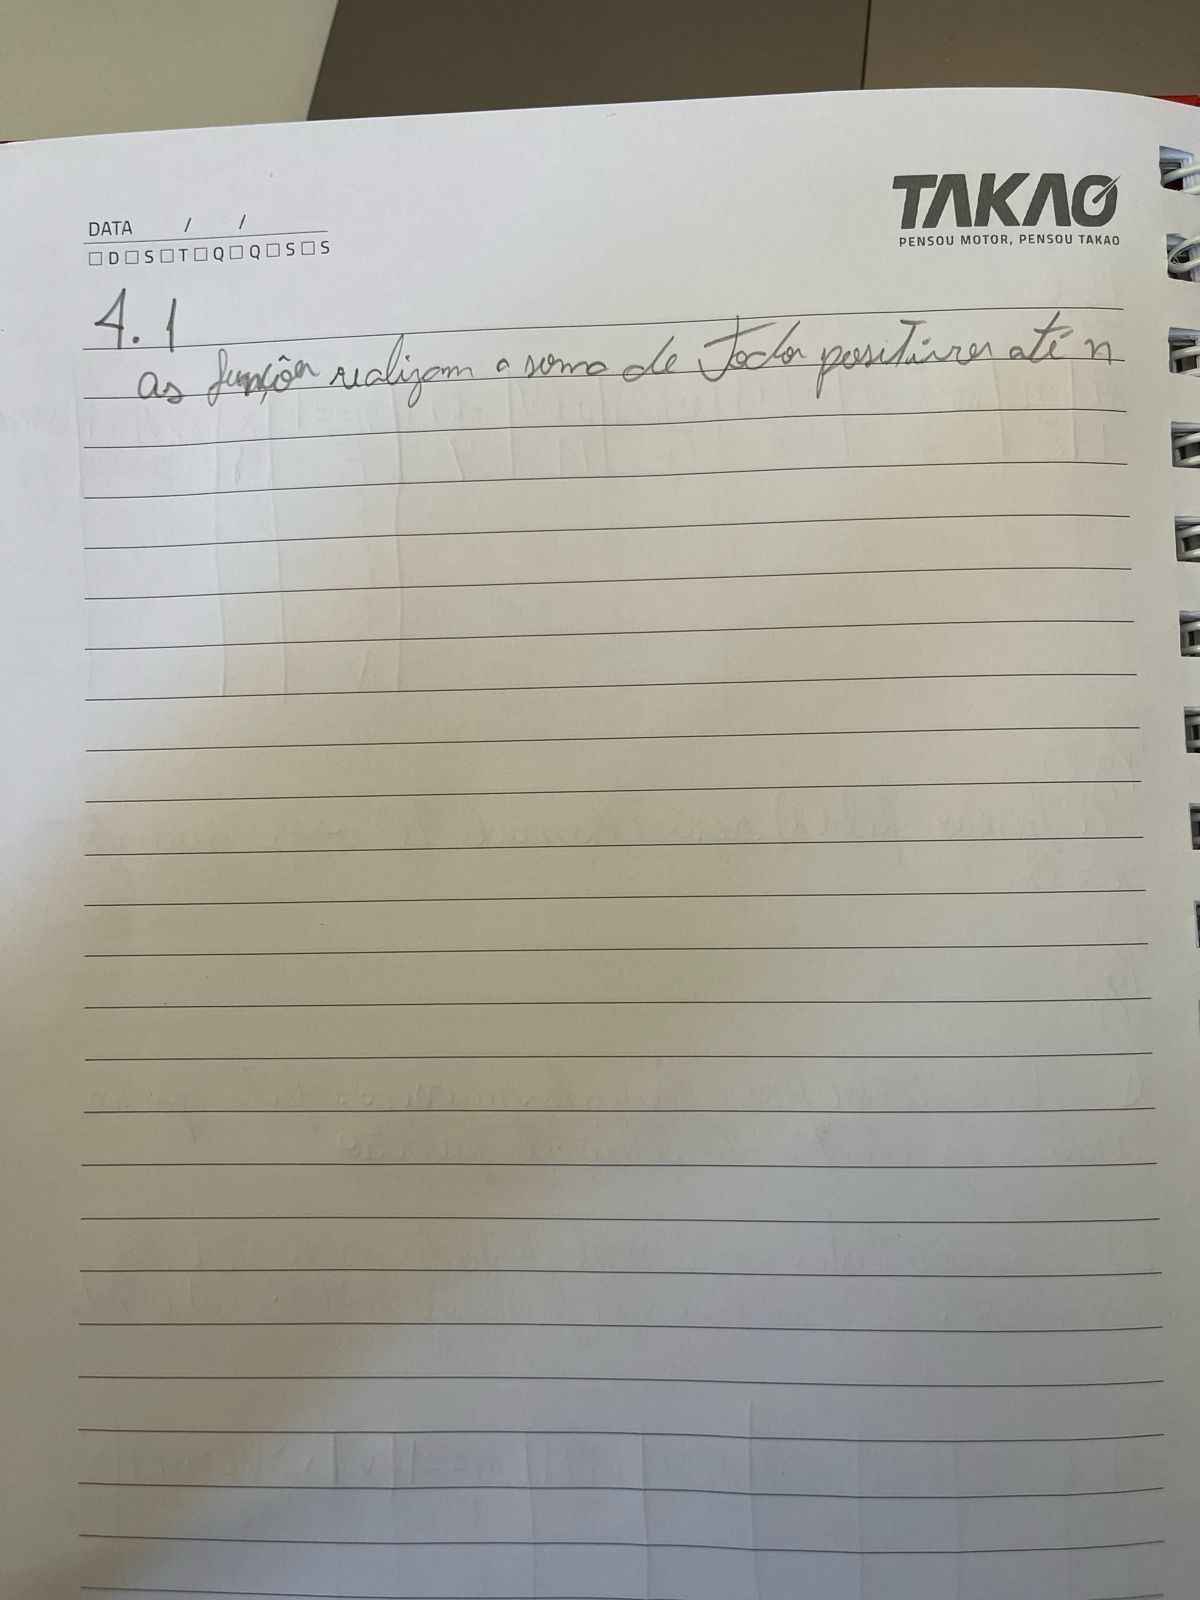 DATA / /
☐ D ☐ S ☐ T ☐ Q ☐ Q ☐ S ☐ S
TAKAO
PENSOU MOTOR, PENSOU TAKAO
4.1
as funções realizam a soma de todos positivos até n